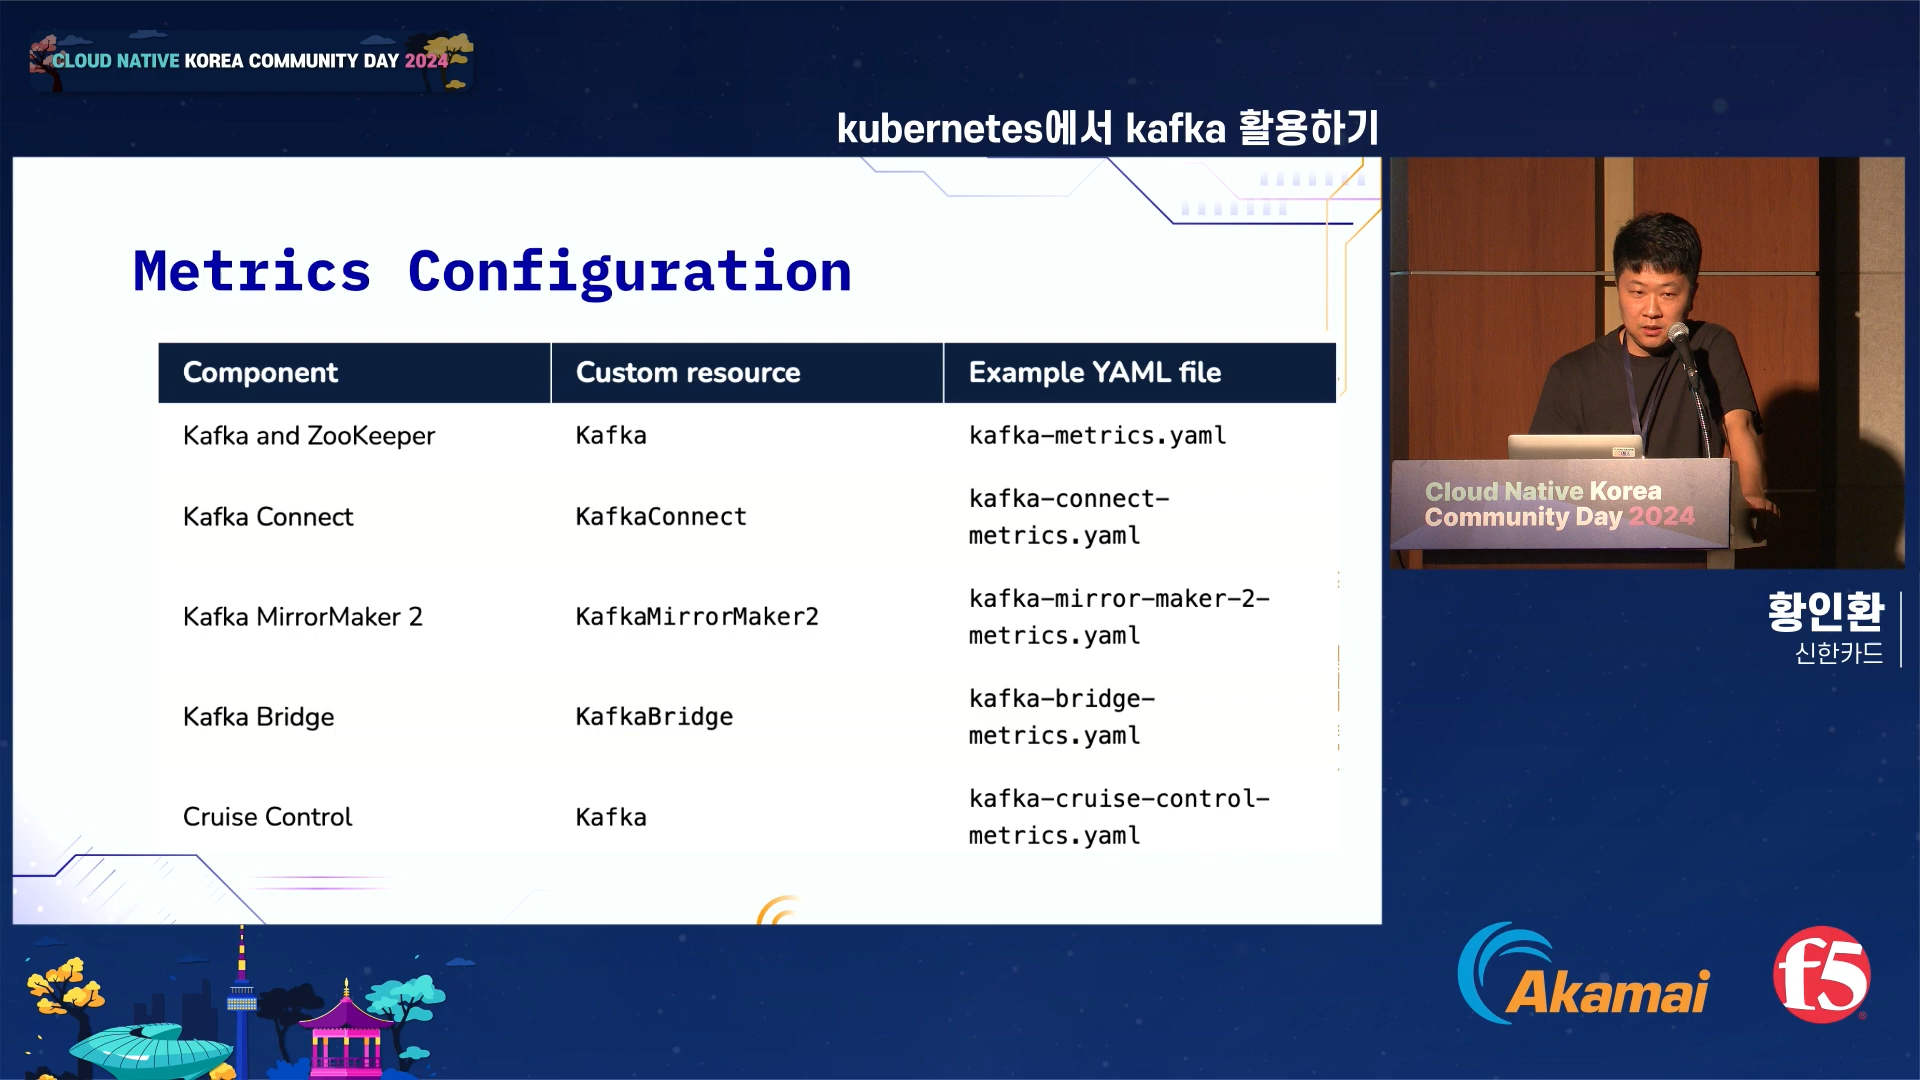 CLOUD NATIVE KOREA COMMUNITY DAY 2024
kubernetes에서 kafka 활용하기
Metrics Configuration
Component Custom resource Example YAML file
Kafka and ZooKeeper Kafka kafka-metrics.yaml
Kafka Connect KafkaConnect kafka-connect-
metrics.yaml
Kafka MirrorMaker 2 KafkaMirrorMaker2 kafka-mirror-maker-2-
metrics.yaml
Kafka Bridge KafkaBridge kafka-bridge-
metrics.yaml
Cruise Control Kafka kafka-cruise-control-
metrics.yaml
Cloud Native Korea
Community Day 2024
황인환
신한카드
Akamai
f5